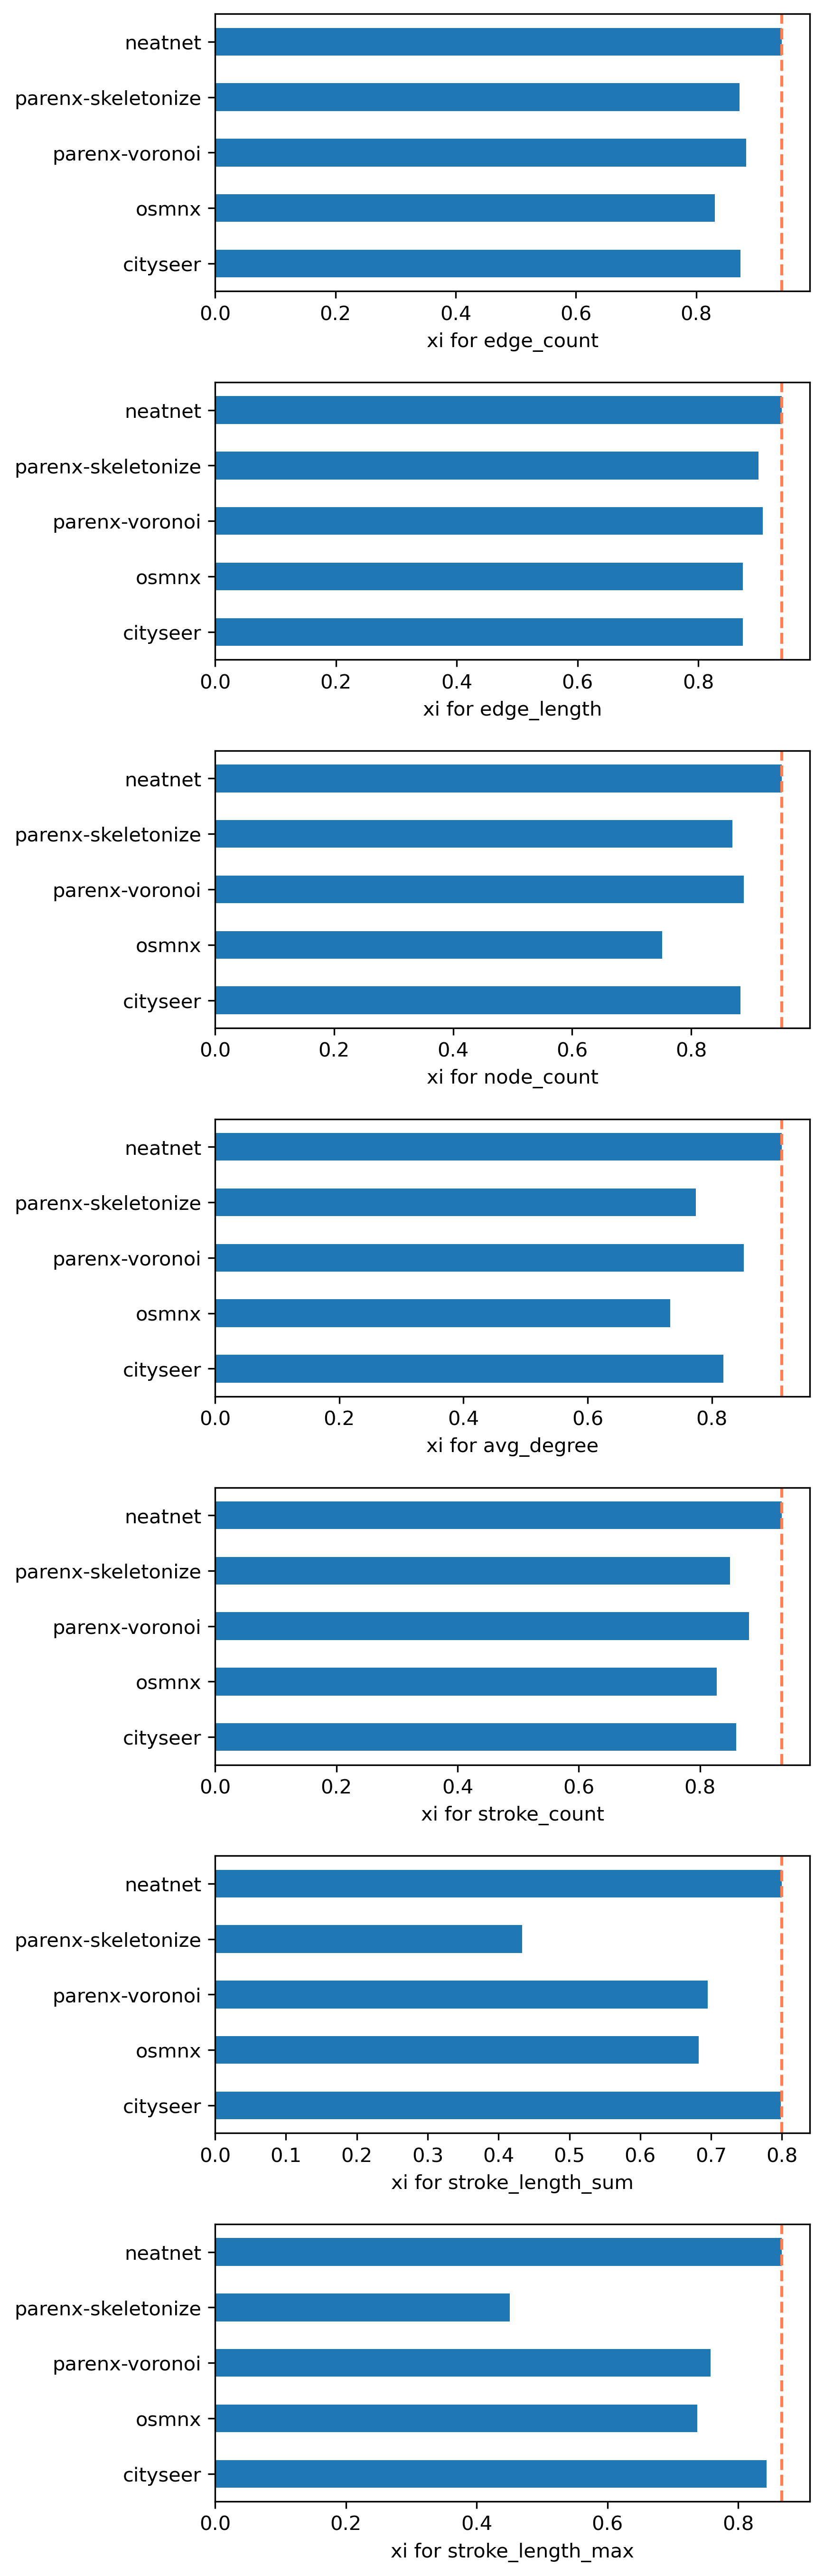 neatnet
parenx-skeletonize
parenx-voronoi
osmnx
cityseer
0.0 0.2 0.4 0.6 0.8
xi for edge_count
neatnet
parenx-skeletonize
parenx-voronoi
osmnx
cityseer
0.0 0.2 0.4 0.6 0.8
xi for edge_length
neatnet
parenx-skeletonize
parenx-voronoi
osmnx
cityseer
0.0 0.2 0.4 0.6 0.8
xi for node_count
neatnet
parenx-skeletonize
parenx-voronoi
osmnx
cityseer
0.0 0.2 0.4 0.6 0.8
xi for avg_degree
neatnet
parenx-skeletonize
parenx-voronoi
osmnx
cityseer
0.0 0.2 0.4 0.6 0.8
xi for stroke_count
neatnet
parenx-skeletonize
parenx-voronoi
osmnx
cityseer
0.0 0.1 0.2 0.3 0.4 0.5 0.6 0.7 0.8
xi for stroke_length_sum
neatnet
parenx-skeletonize
parenx-voronoi
osmnx
cityseer
0.0 0.2 0.4 0.6 0.8
xi for stroke_length_max